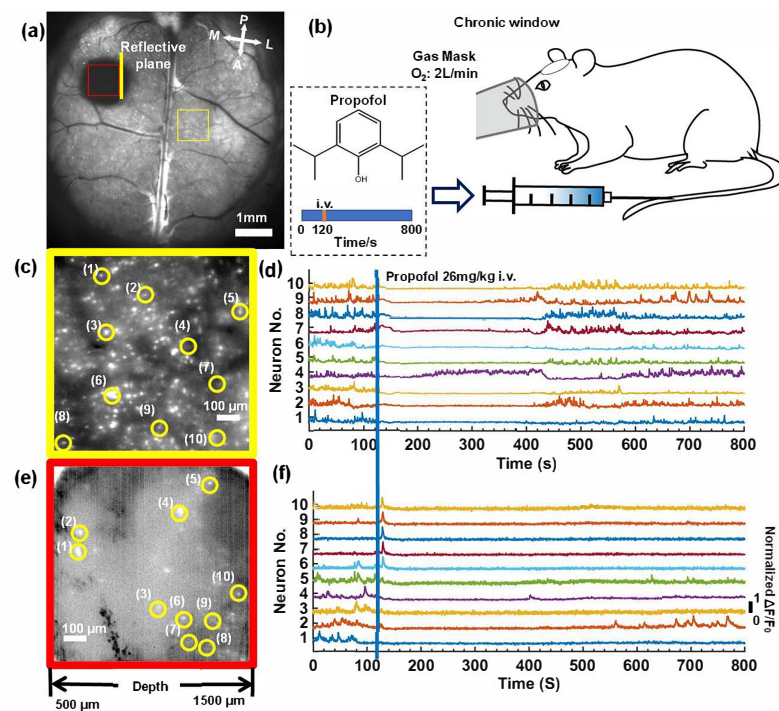 (a)
Reflective
plane
P
M
L
A
1mm
(b)
Chronic window
Gas Mask
O₂: 2L/min
Propofol
OH
i.v.
0 120 800
Time/s
(c)
(1)
(2)
(3)
(4)
(5)
(6)
(7)
(8)
(9)
(10)
100 μm
(d)
Propofol 26mg/kg i.v.
Neuron No.
10
9
8
7
6
5
4
3
2
1
0 100 200 300 400 500 600 700 800
Time (s)
(e)
(5)
(4)
(2)
(1)
(10)
(3)
(6)
(9)
(7)
(8)
100 μm
500 μm
Depth
1500 μm
(f)
Neuron No.
10
9
8
7
6
5
4
3
2
1
0 100 200 300 400 500 600 700 800
Time (S)
1
0
Normalized ΔF/F₀